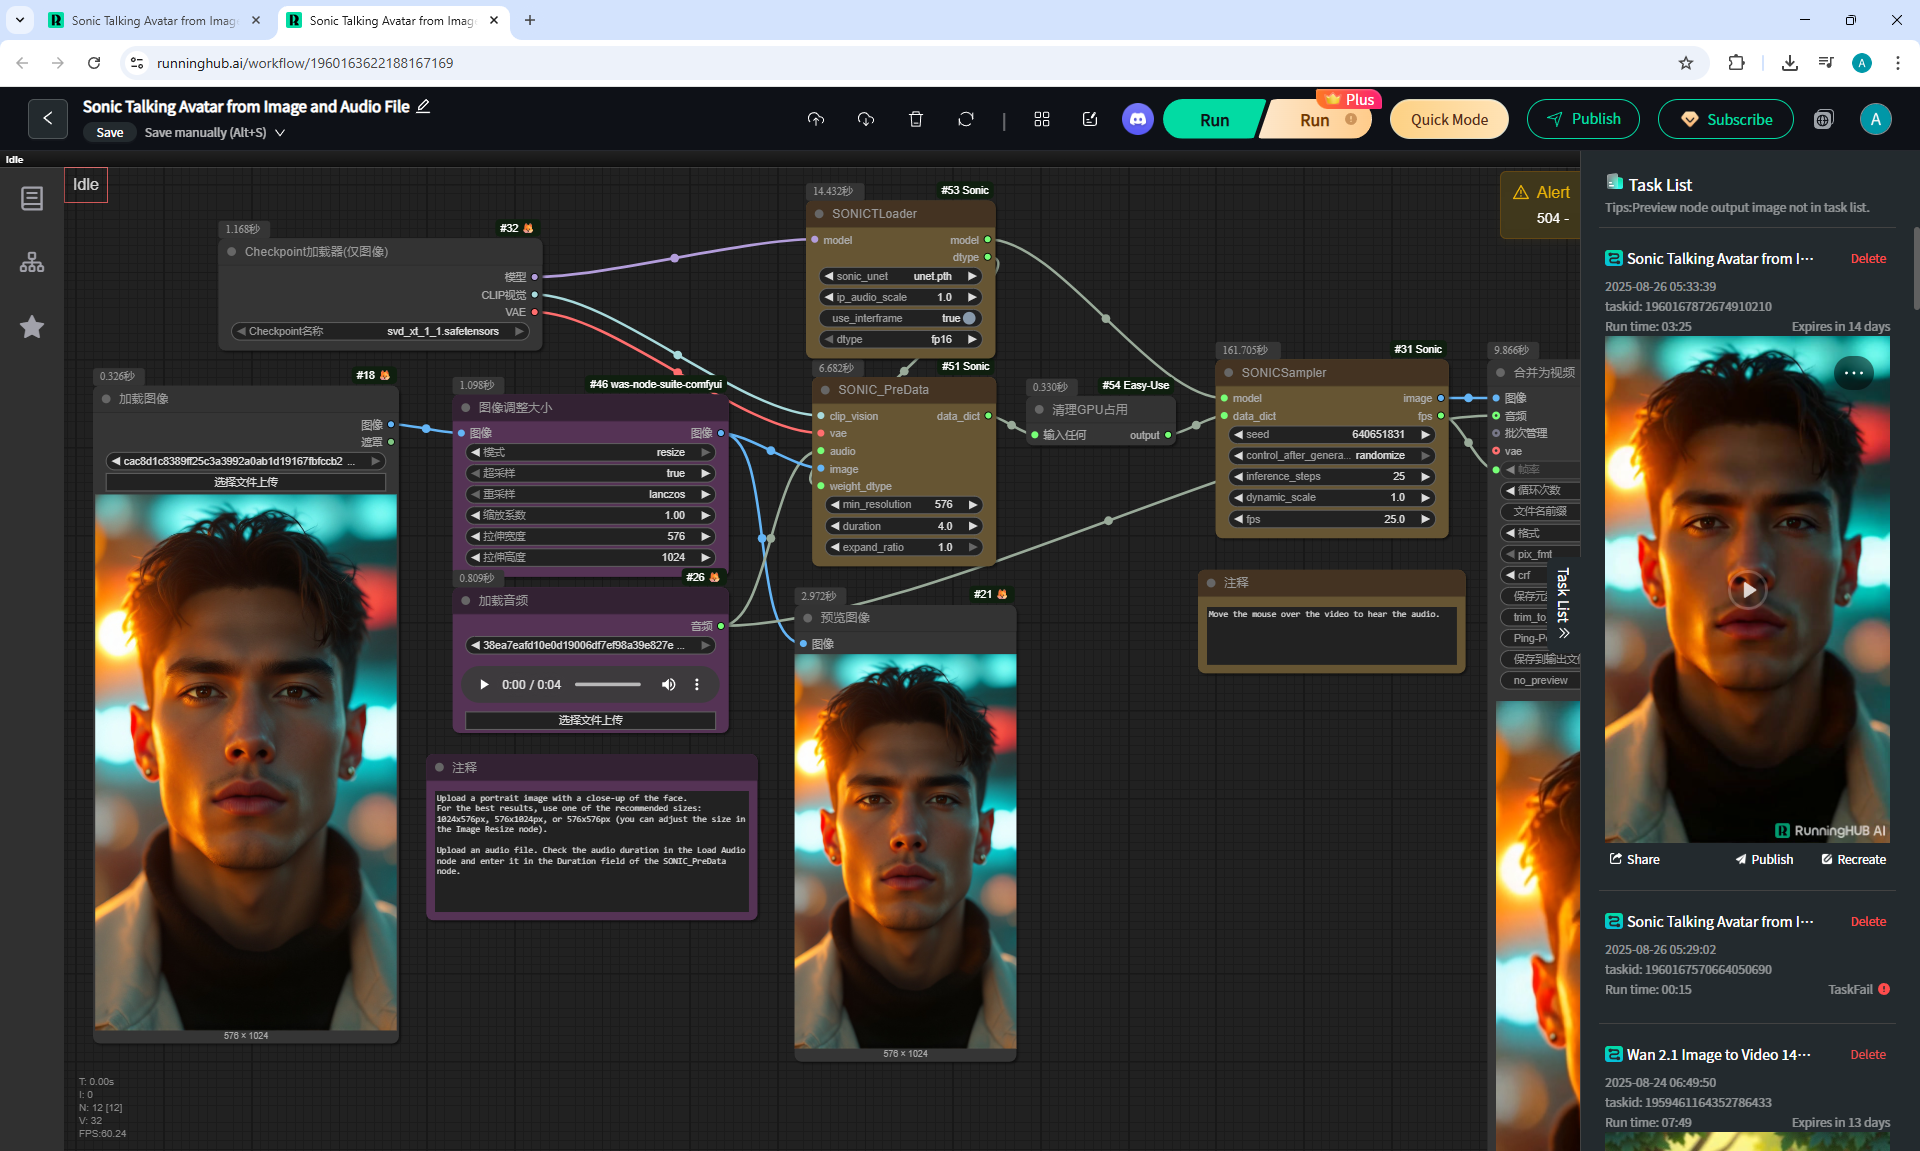 Sonic Talking Avatar from Imag
Sonic Talking Avatar from Imag
runninghub.ai/workflow/1960163622188167169
A
Sonic Talking Avatar from Image and Audio File
Save
Save manually (Alt+S)
Run
Run
Plus
Quick Mode
Publish
Subscribe
A
Idle
Idle
Alert
504 -
1.168秒
#32
Checkpoint加载器(仅图像)
模型
CLIP视觉
VAE
Checkpoint名称
svd_xt_1_1.safetensors
14.432秒
#53 Sonic
SONICTLoader
model
model
dtype
sonic_unet
unet.pth
ip_audio_scale
1.0
use_interframe
true
dtype
fp16
0.326秒
#18
加载图像
图像
遮罩
cac8d1c8389ff25c3a3992a0ab1d19167fbfccb2 ...
选择文件上传
576 × 1024
1.098秒
#46 was-node-suite-comfyui
图像调整大小
图像
图像
模式
resize
超采样
true
重采样
lanczos
缩放系数
1.00
拉伸宽度
576
拉伸高度
1024
0.809秒
#26
加载音频
音频
38ea7eafd10e0d19006df7ef98a39e827e ...
0:00 / 0:04
选择文件上传
注释
Upload a portrait image with a close-up of the face.
For the best results, use one of the recommended sizes:
1024x576px, 576x1024px, or 576x576px (you can adjust the size in
the Image Resize node).
Upload an audio file. Check the audio duration in the Load Audio
node and enter it in the Duration field of the SONIC_PreData
node.
6.682秒
#51 Sonic
SONIC_PreData
clip_vision
data_dict
vae
audio
image
weight_dtype
min_resolution
576
duration
4.0
expand_ratio
1.0
0.330秒
#54 Easy-Use
清理GPU占用
输入任何
output
2.972秒
#21
预览图像
图像
576 × 1024
161.705秒
#31 Sonic
SONICSampler
model
image
data_dict
fps
seed
640651831
control_after_genera...
randomize
inference_steps
25
dynamic_scale
1.0
fps
25.0
注释
Move the mouse over the video to hear the audio.
9.866秒
合并为视频
图像
音频
批次管理
vae
帧率
循环次数
文件名前缀
格式
pix_fmt
crf
保存元
trim_to_
Ping-P
保存到输出文件
no_preview
Task List
Task List
Tips:Preview node output image not in task list.
Sonic Talking Avatar from I···
Delete
2025-08-26 05:33:39
taskid: 1960167872674910210
Run time: 03:25
Expires in 14 days
RunningHUB AI
Share
Publish
Recreate
Sonic Talking Avatar from I···
Delete
2025-08-26 05:29:02
taskid: 1960167570664050690
Run time: 00:15
TaskFail
Wan 2.1 Image to Video 14···
Delete
2025-08-24 06:49:50
taskid: 1959461164352786433
Run time: 07:49
Expires in 13 days
T: 0.00s
I: 0
N: 12 [12]
V: 32
FPS:60.24